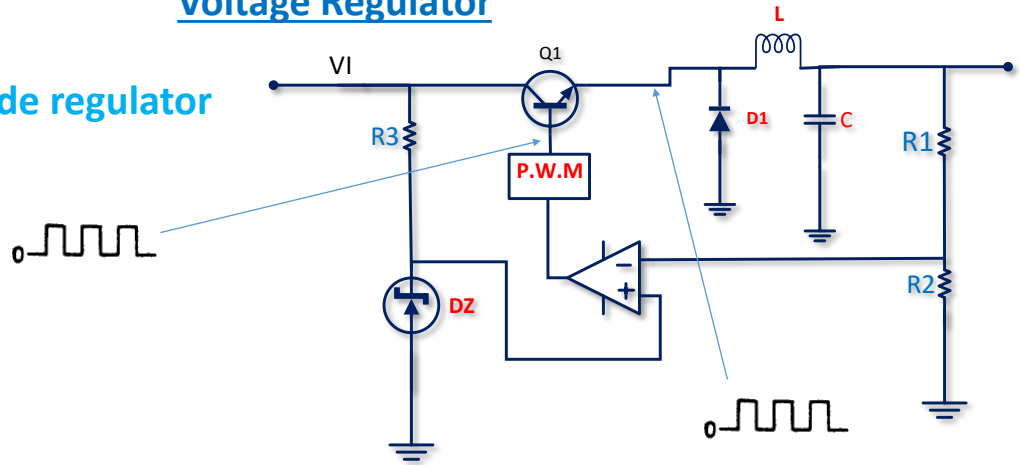 Voltage Regulator
de regulator
L
Q1
VI
D1
C
R3
R1
P.W.M
-
+
R2
DZ
0
0